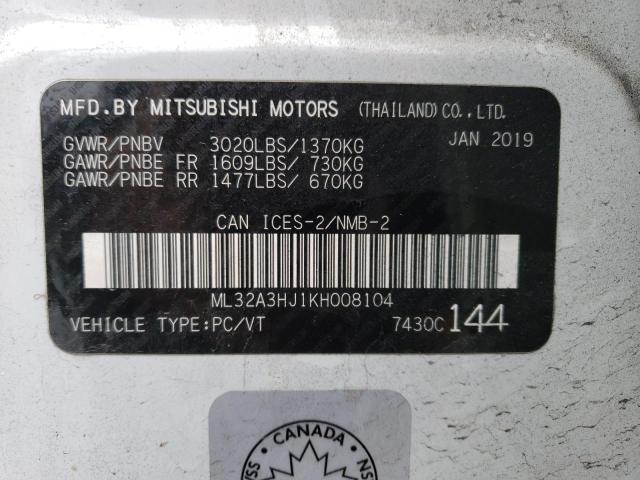 MFD.BY MITSUBISHI MOTORS (THAILAND)CO.,LTD.
JAN 2019
GVWR/PNBV 3020LBS/1370KG
GAWR/PNBE FR 1609LBS/ 730KG
GAWR/PNBE RR 1477LBS/ 670KG
CAN ICES-2/NMB-2
ML32A3HJ1KH008104
VEHICLE TYPE:PC/VT 7430C 144
CANADA